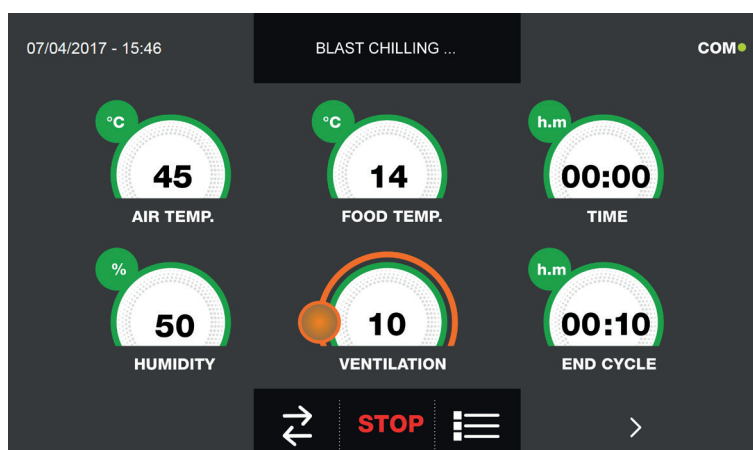 07/04/2017 - 15:46 BLAST CHILLING ... COM
°C °C h.m
45 14 00:00
AIR TEMP. FOOD TEMP. TIME
% h.m
50 10 00:10
HUMIDITY VENTILATION END CYCLE
STOP